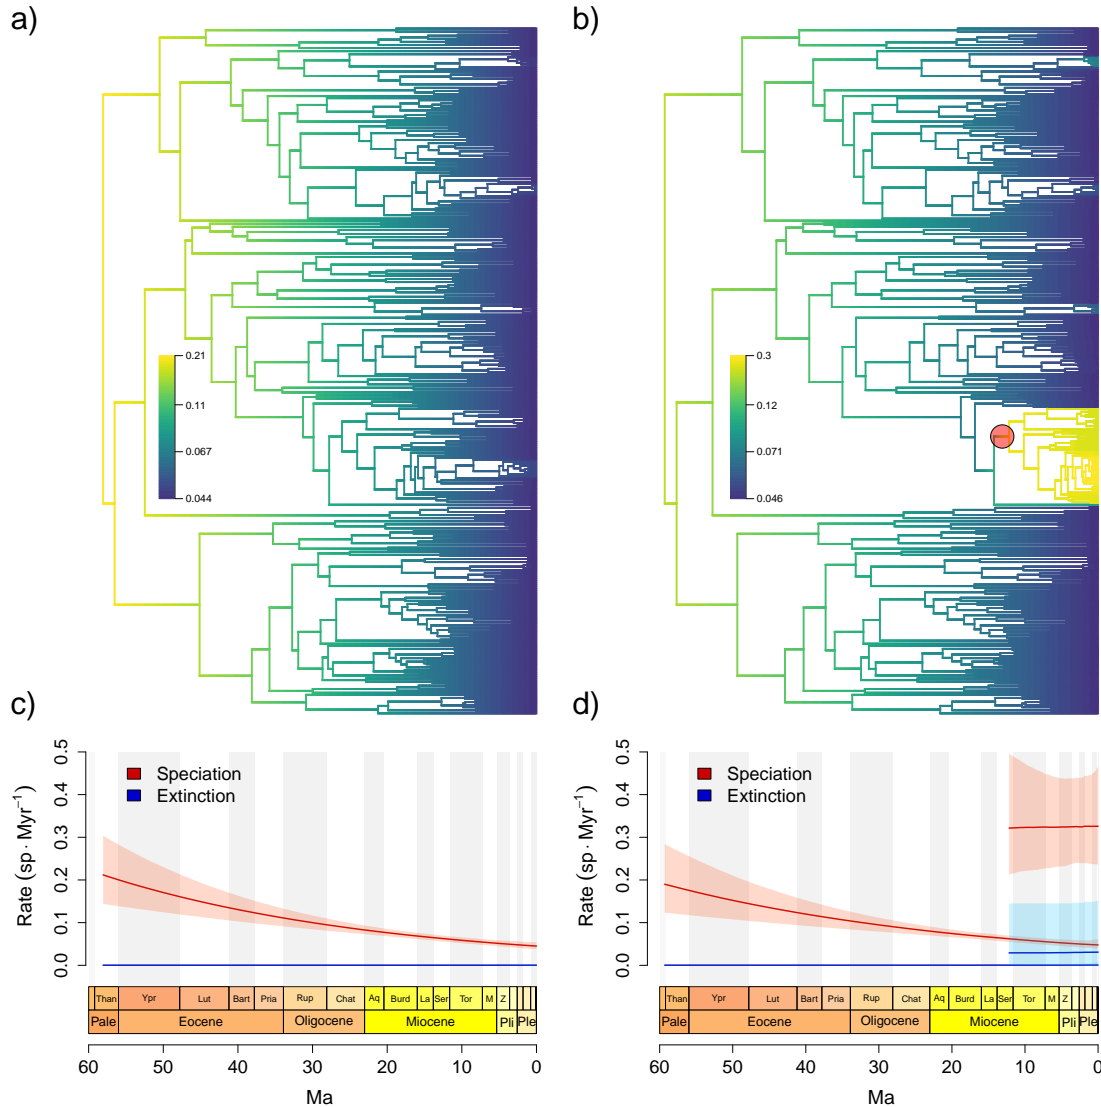 a)
b)
0.21
0.11
0.067
0.044
0.3
0.12
0.071
0.046
c)
d)
Rate (sp · Myr⁻¹)
0.5
0.4
0.3
0.2
0.1
0.0
Speciation
Extinction
Than Ypr Lut Bart Pria Rup Chat Aq Burd La Ser Tor M Z
Pale Eocene Oligocene Miocene Pli Ple
60 50 40 30 20 10 0
Ma
Rate (sp · Myr⁻¹)
0.5
0.4
0.3
0.2
0.1
0.0
Speciation
Extinction
Than Ypr Lut Bart Pria Rup Chat Aq Burd La Ser Tor M Z
Pale Eocene Oligocene Miocene Pli Ple
60 50 40 30 20 10 0
Ma